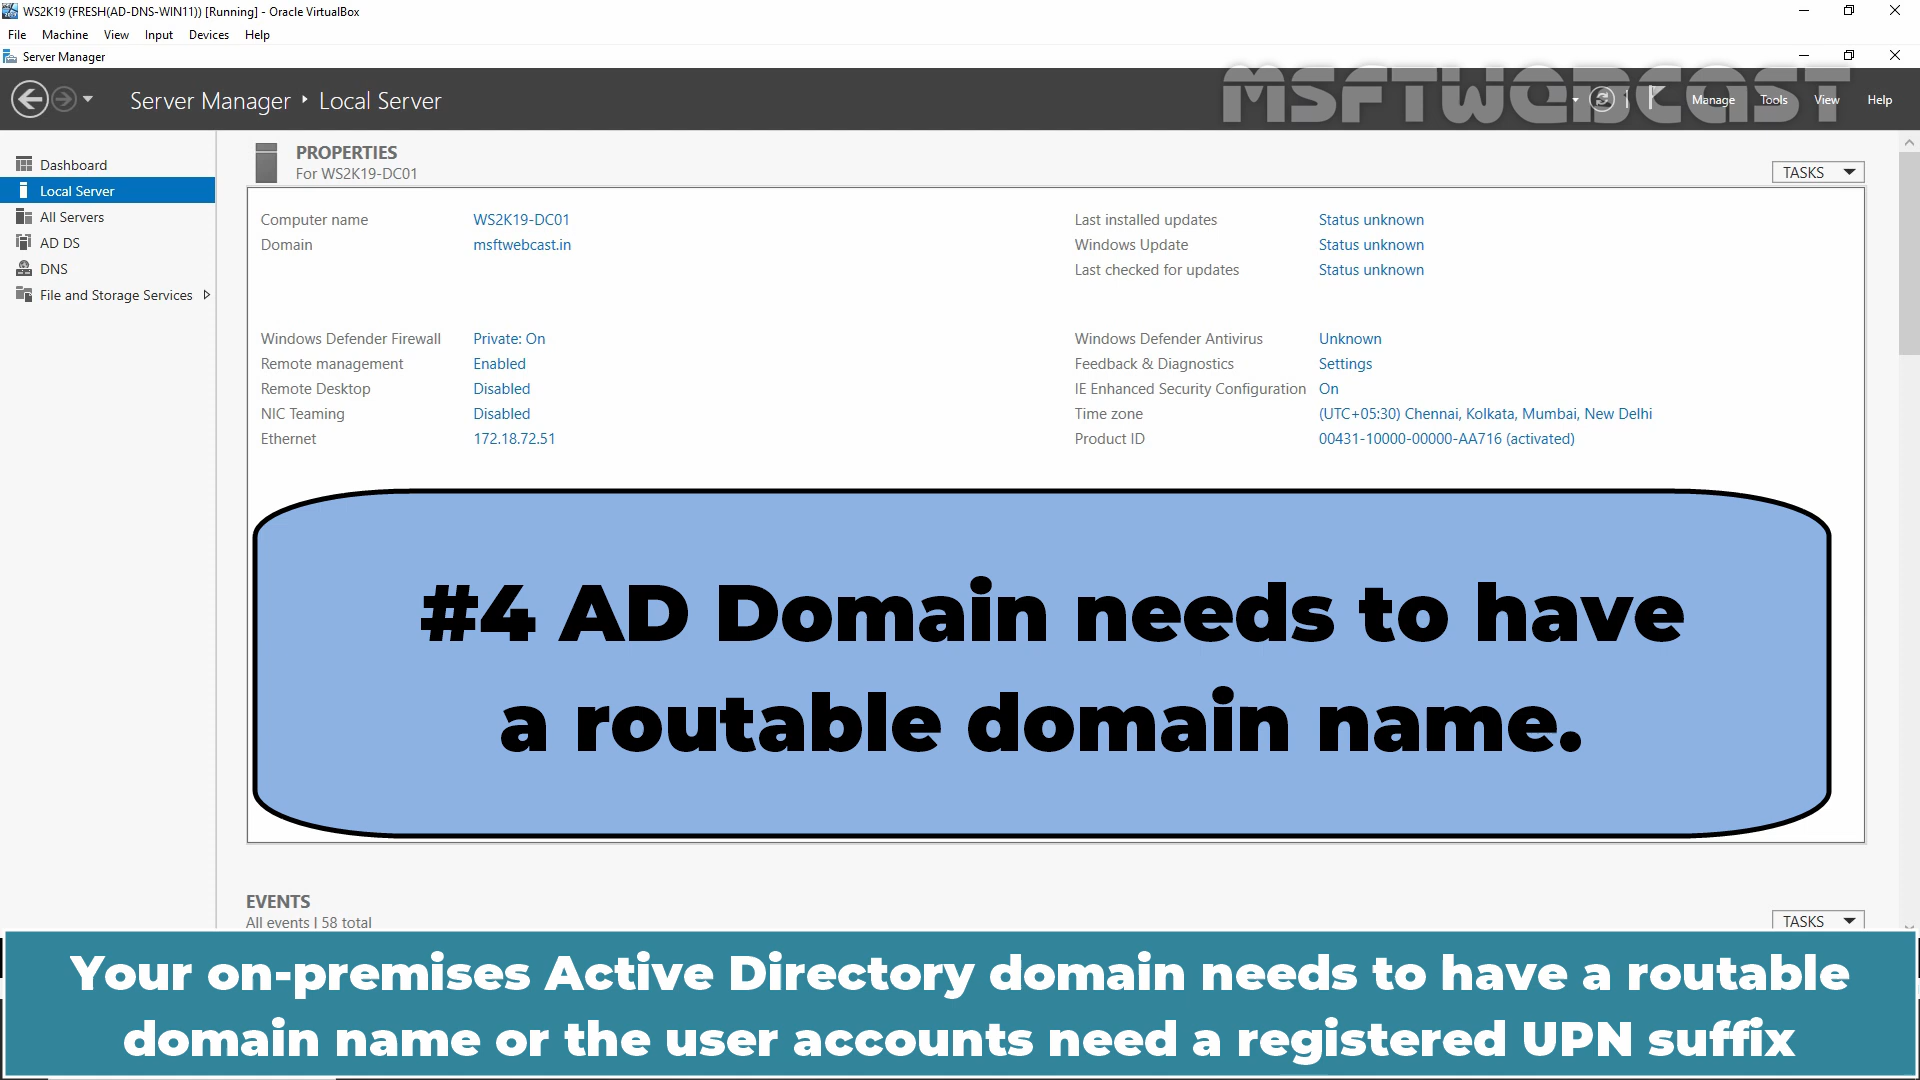 WS2K19 (FRESH(AD-DNS-WIN11)) [Running] - Oracle VirtualBox
File Machine View Input Devices Help
Server Manager
Server Manager ‣ Local Server
MSFTWEBCAST
Manage Tools View Help
Dashboard
Local Server
All Servers
AD DS
DNS
File and Storage Services
PROPERTIES
For WS2K19-DC01
TASKS
Computer name WS2K19-DC01
Domain msftwebcast.in
Last installed updates Status unknown
Windows Update Status unknown
Last checked for updates Status unknown
Windows Defender Firewall Private: On
Remote management Enabled
Remote Desktop Disabled
NIC Teaming Disabled
Ethernet 172.18.72.51
Windows Defender Antivirus Unknown
Feedback & Diagnostics Settings
IE Enhanced Security Configuration On
Time zone (UTC+05:30) Chennai, Kolkata, Mumbai, New Delhi
Product ID 00431-10000-00000-AA716 (activated)
#4 AD Domain needs to have
a routable domain name.
EVENTS
All events | 58 total
TASKS
Your on-premises Active Directory domain needs to have a routable
domain name or the user accounts need a registered UPN suffix